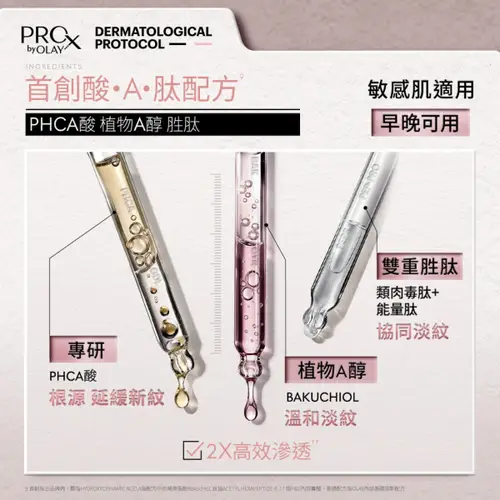 PROX
by OLAY
DERMATOLOGICAL
PROTOCOL
INGREDIENTS
首創酸•A•肽配方
PHCA酸 植物A醇 胜肽
敏感肌適用
早晚可用
專研
PHCA酸
根源 延緩新紋
植物A醇
BAKUCHIOL
溫和淡紋
雙重胜肽
類肉毒肽+
能量肽
協同淡紋
2X高效滲透